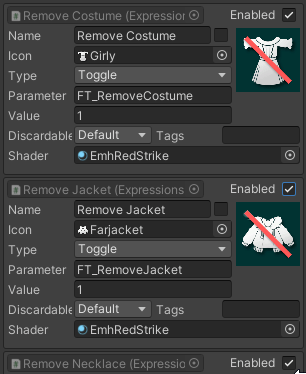 Remove Costume (Expression Enabled
Name Remove Costume
Icon Girly
Type Toggle
Parameter FT_RemoveCostume
Value 1
Discardable Default Tags
Shader EmhRedStrike
Remove Jacket (Expressions Enabled
Name Remove Jacket
Icon Farjacket
Type Toggle
Parameter FT_RemoveJacket
Value 1
Discardable Default Tags
Shader EmhRedStrike
Remove Necklace (Expressio Enabled